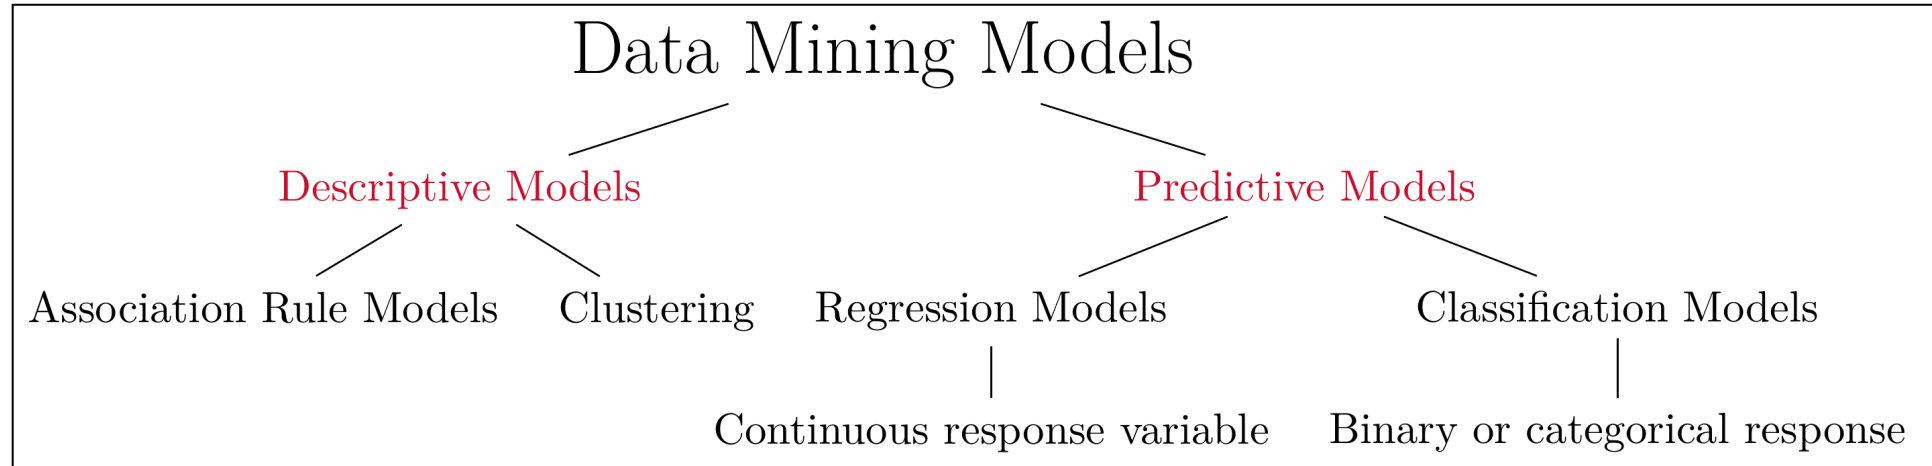 Data Mining Models
Descriptive Models
Predictive Models
Association Rule Models
Clustering
Regression Models
Classification Models
Continuous response variable
Binary or categorical response